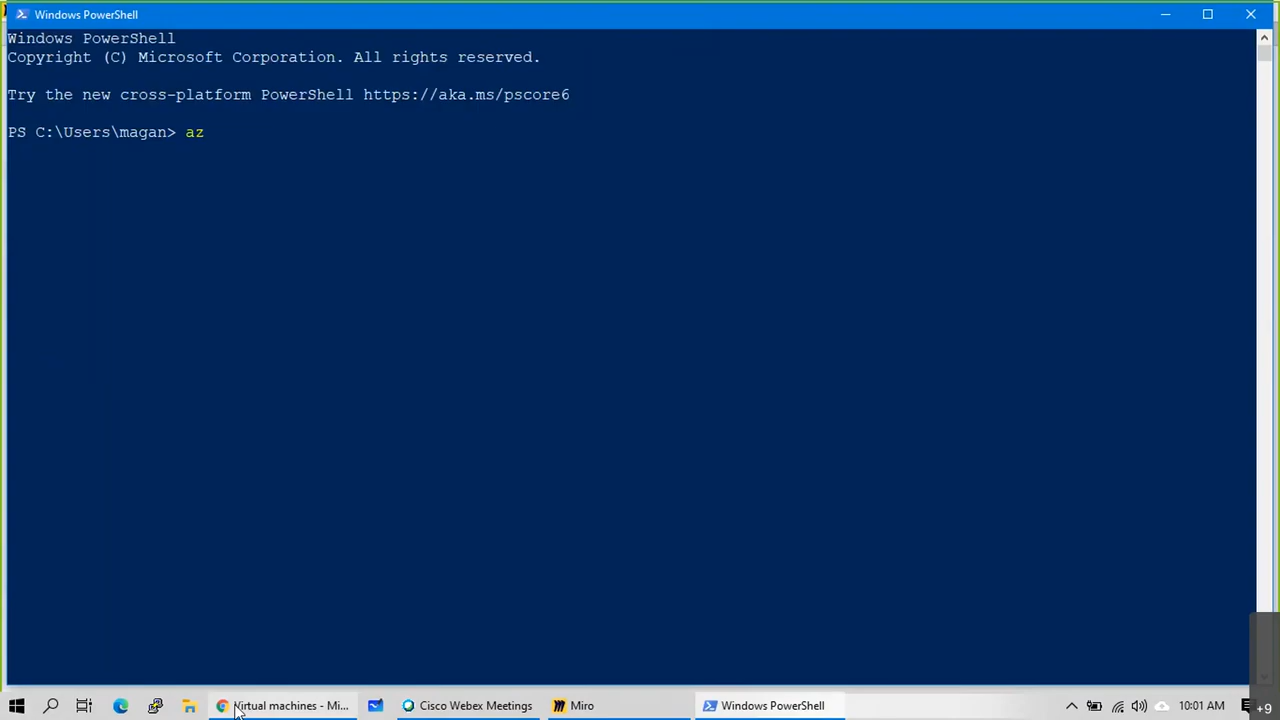 Windows PowerShell
Windows PowerShell
Copyright (C) Microsoft Corporation. All rights reserved.
Try the new cross-platform PowerShell https://aka.ms/pscore6
PS C:\Users\magan> az
Virtual machines - Mi...
Cisco Webex Meetings
Miro
Windows PowerShell
10:01 AM
+9